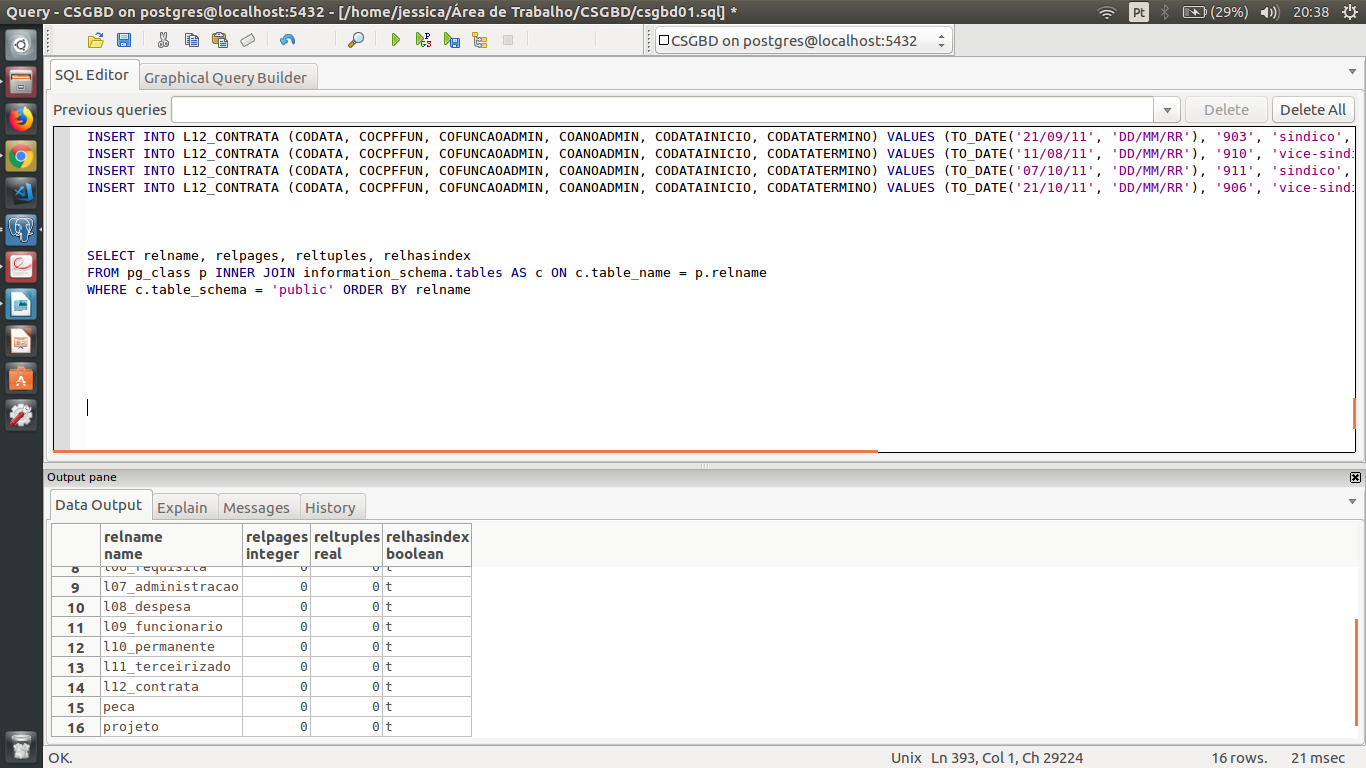 Query - CSGBD on postgres@localhost:5432 - [/home/jessica/Área de Trabalho/CSGBD/csgbd01.sql] *
Pt
(29%)
20:38
CSGBD on postgres@localhost:5432
SQL Editor
Graphical Query Builder
Previous queries
Delete
Delete All
INSERT INTO L12_CONTRATA (CODATA, COCPFFUN, COFUNCAOADMIN, COANOADMIN, CODATAINICIO, CODATATERMINO) VALUES (TO_DATE('21/09/11', 'DD/MM/RR'), '903', 'sindico',
INSERT INTO L12_CONTRATA (CODATA, COCPFFUN, COFUNCAOADMIN, COANOADMIN, CODATAINICIO, CODATATERMINO) VALUES (TO_DATE('11/08/11', 'DD/MM/RR'), '910', 'vice-sindi
INSERT INTO L12_CONTRATA (CODATA, COCPFFUN, COFUNCAOADMIN, COANOADMIN, CODATAINICIO, CODATATERMINO) VALUES (TO_DATE('07/10/11', 'DD/MM/RR'), '911', 'sindico',
INSERT INTO L12_CONTRATA (CODATA, COCPFFUN, COFUNCAOADMIN, COANOADMIN, CODATAINICIO, CODATATERMINO) VALUES (TO_DATE('21/10/11', 'DD/MM/RR'), '906', 'vice-sindi
SELECT relname, relpages, reltuples, relhasindex
FROM pg_class p INNER JOIN information_schema.tables AS c ON c.table_name = p.relname
WHERE c.table_schema = 'public' ORDER BY relname
Output pane
Data Output
Explain
Messages
History
relname relpages reltuples relhasindex
name integer real boolean
8 l06_requisita 0 0 t
9 l07_administracao 0 0 t
10 l08_despesa 0 0 t
11 l09_funcionario 0 0 t
12 l10_permanente 0 0 t
13 l11_terceirizado 0 0 t
14 l12_contrata 0 0 t
15 peca 0 0 t
16 projeto 0 0 t
OK.
Unix
Ln 393, Col 1, Ch 29224
16 rows.
21 msec